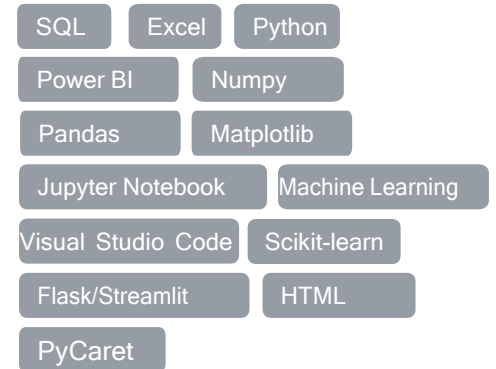 SQL Excel Python
Power BI Numpy
Pandas Matplotlib
Jupyter Notebook Machine Learning
Visual Studio Code Scikit-learn
Flask/Streamlit HTML
PyCaret